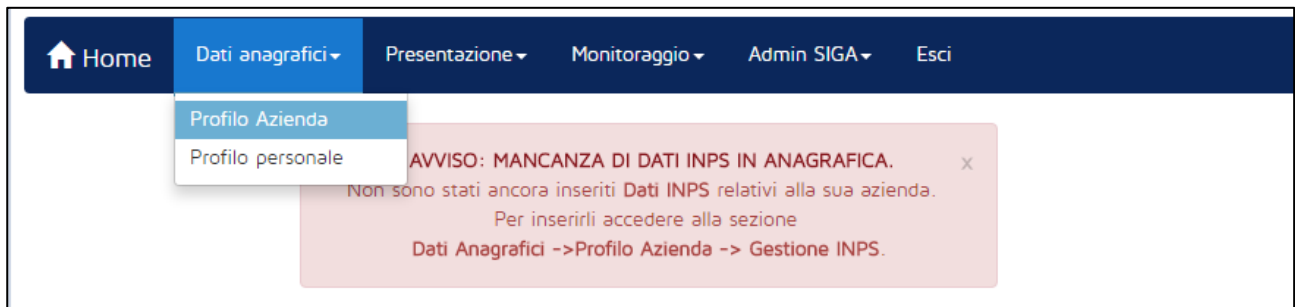 Home Dati anagrafici Presentazione Monitoraggio Admin SIGA Esci
Profilo Azienda
Profilo personale
AVVISO: MANCANZA DI DATI INPS IN ANAGRAFICA. x
Non sono stati ancora inseriti Dati INPS relativi alla sua azienda.
Per inserirli accedere alla sezione
Dati Anagrafici ->Profilo Azienda -> Gestione INPS.